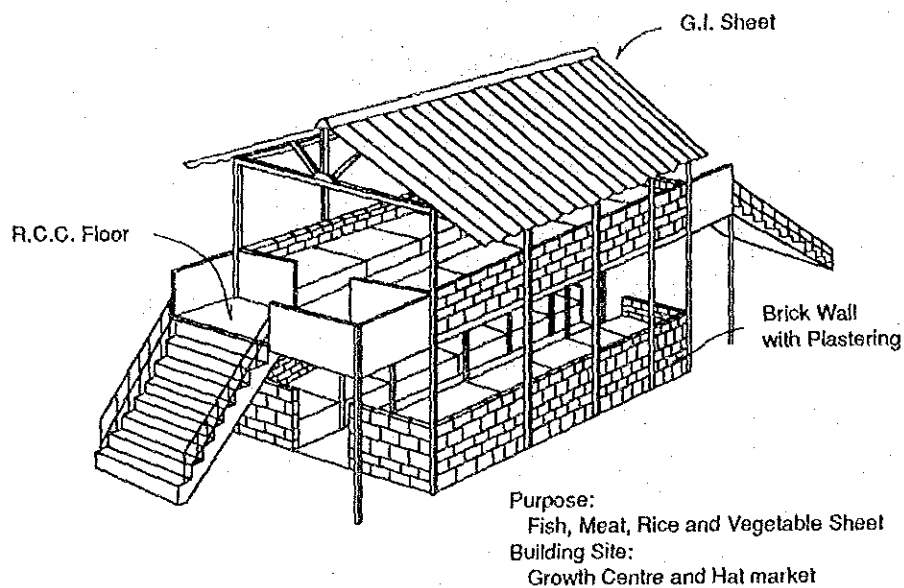 G.I. Sheet
R.C.C. Floor
Brick Wall
with Plastering
Purpose:
Fish, Meat, Rice and Vegetable Sheet
Building Site:
Growth Centre and Hat market